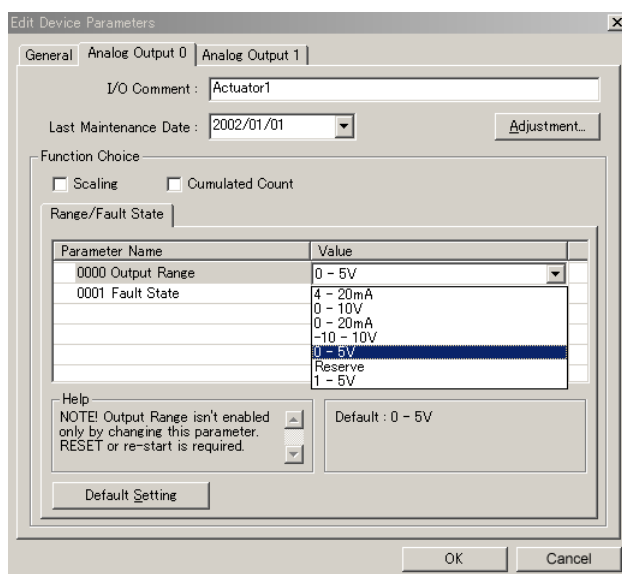 Edit Device Parameters
General
Analog Output 0
Analog Output 1
I/O Comment :
Actuator1
Last Maintenance Date :
2002/01/01
Adjustment...
Function Choice
Scaling
Cumulated Count
Range/Fault State
Parameter Name
Value
0000 Output Range
0 - 5V
0001 Fault State
4 - 20mA
0 - 10V
0 - 20mA
-10 - 10V
0 - 5V
Reserve
1 - 5V
Help
NOTE! Output Range isn't enabled
only by changing this parameter.
RESET or re-start is required.
Default : 0 - 5V
Default Setting
OK
Cancel